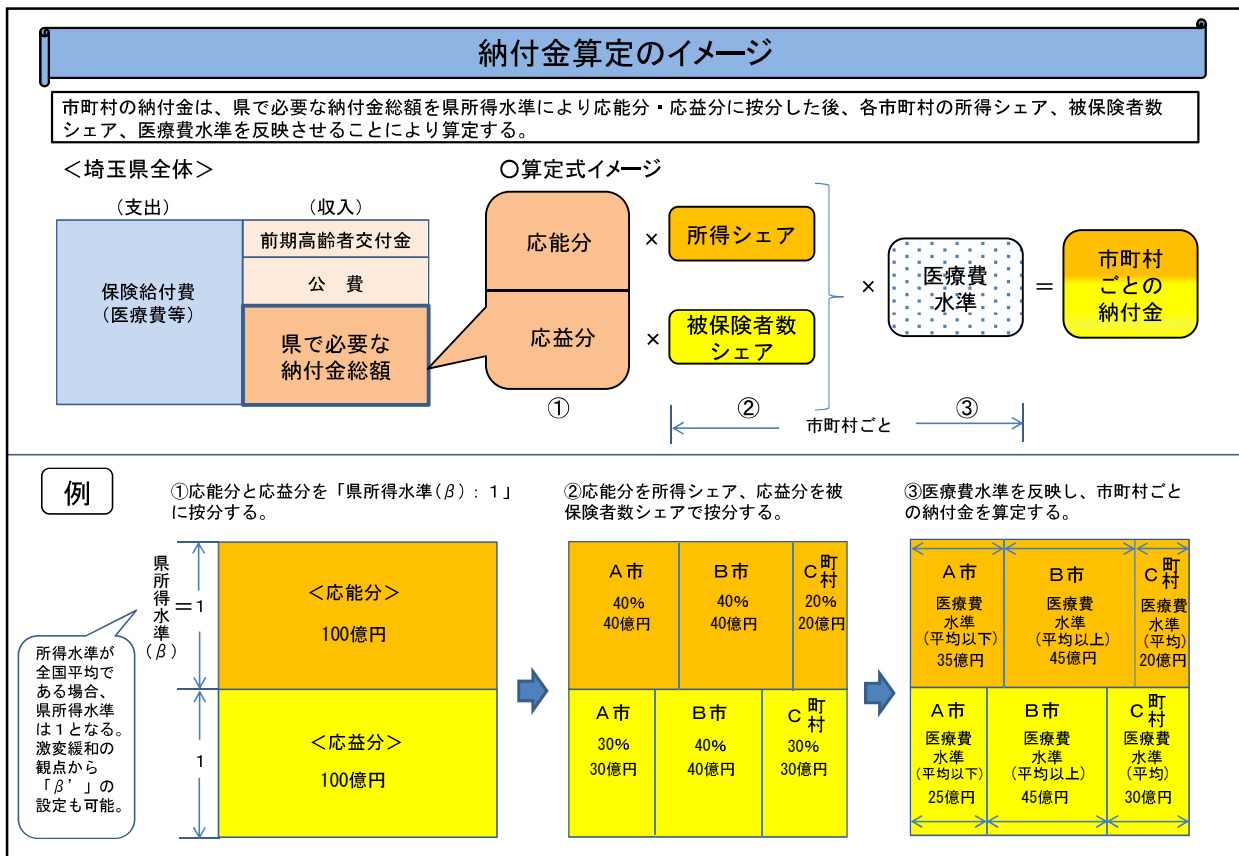 納付金算定のイメージ
市町村の納付金は、県で必要な納付金総額を県所得水準により応能分・応益分に按分した後、各市町村の所得シェア、被保険者数
シェア、医療費水準を反映させることにより算定する。
＜埼玉県全体＞
（支出）
（収入）
保険給付費
（医療費等）
前期高齢者交付金
公　費
県で必要な
納付金総額
〇算定式イメージ
応能分
×
所得シェア
応益分
×
被保険者数
シェア
×
医療費
水準
＝
市町村
ごとの
納付金
①
②
③
市町村ごと
例
①応能分と応益分を「県所得水準(β)：1」
に按分する。
県所得水準(β)
＝
1
1
＜応能分＞
100億円
＜応益分＞
100億円
所得水準が
全国平均で
ある場合、
県所得水準
は１となる。
激変緩和の
観点から
「β’」の
設定も可能。
②応能分を所得シェア、応益分を被
保険者数シェアで按分する。
Ａ市
40%
40億円
Ｂ市
40%
40億円
Ｃ町村
20%
20億円
Ａ市
30%
30億円
Ｂ市
40%
40億円
Ｃ町村
30%
30億円
③医療費水準を反映し、市町村ごと
の納付金を算定する。
Ａ市
医療費
水準
(平均以下)
35億円
Ｂ市
医療費
水準
(平均以上)
45億円
Ｃ町村
医療費
水準
(平均)
20億円
Ａ市
医療費
水準
(平均以下)
25億円
Ｂ市
医療費
水準
(平均以上)
45億円
Ｃ町村
医療費
水準
(平均)
30億円